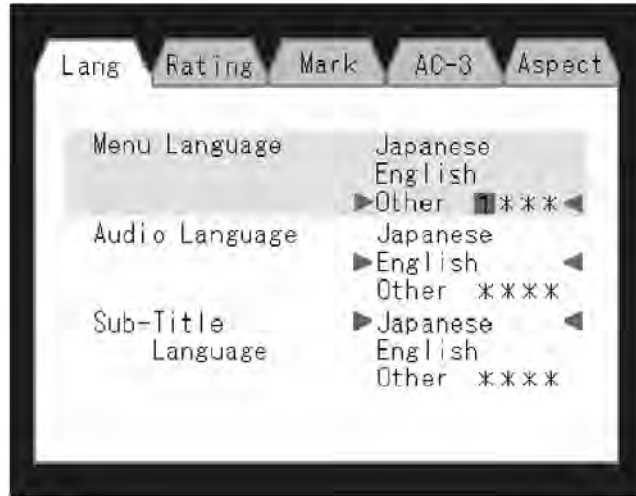 Lang Rating Mark AC-3 Aspect
Menu Language Japanese
English
▶Other 1***◀
Audio Language Japanese
▶English ◀
Other ****
Sub-Title ▶Japanese ◀
Language English
Other ****